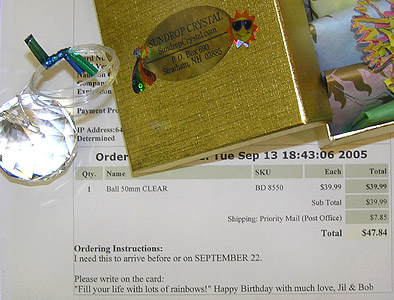 SUNDROP CRYSTAL
SundropCrystal.com
P.O. Box 600
Stratham, NH 03885
Card N
Payment Pr
IP Address:64
Determined
Orde
Tue Sep 13 18:43:06 2005
Qty. Name SKU Each Total
1 Ball 50mm CLEAR BD 8550 $39.99 $39.99
Sub Total $39.99
Shipping: Priority Mail (Post Office) $7.85
Total $47.84
Ordering Instructions:
I need this to arrive before or on SEPTEMBER 22.
Please write on the card:
"Fill your life with lots of rainbows!" Happy Birthday with much love, Jil & Bob